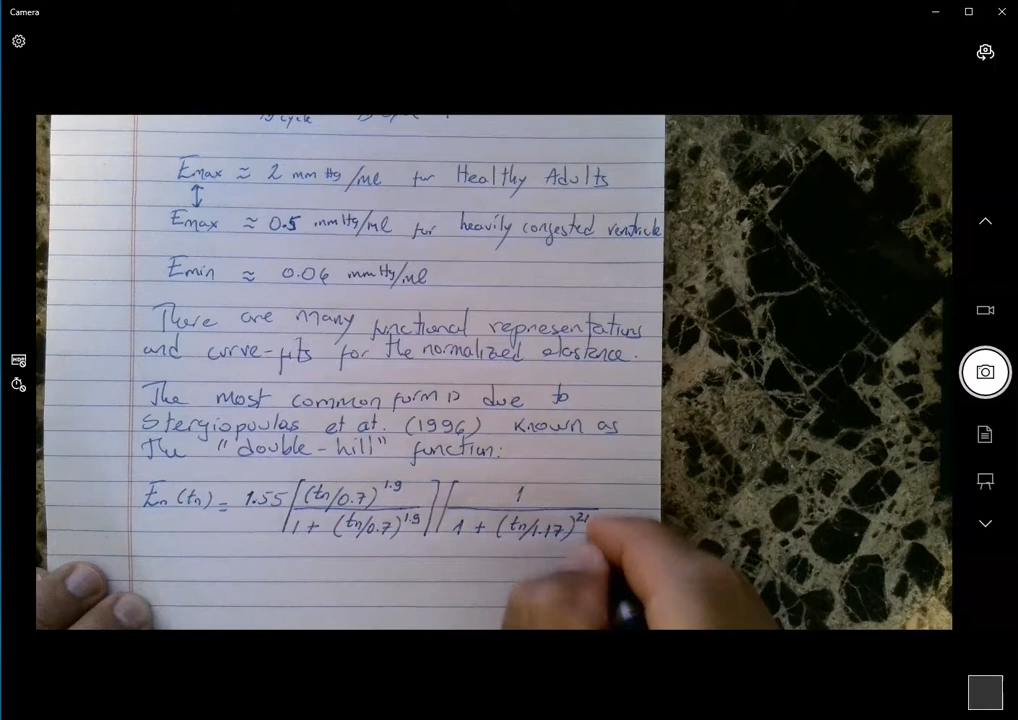 Camera
Emax ≈ 2 mmHg/ml for Healthy Adults
↕
Emax ≈ 0.5 mmHg/ml for heavily congested ventricle
Emin ≈ 0.06 mmHg/ml
There are many functional representations
and curve-fits for the normalized elastence.
The most common form is due to
Stergiopoulas et at. (1996) known as
The "double-hill" function:
En(tn) = 1.55 [(tn/0.7)^1.9 / 1 + (tn/0.7)^1.9] [1 / 1 + (tn/1.17)^21